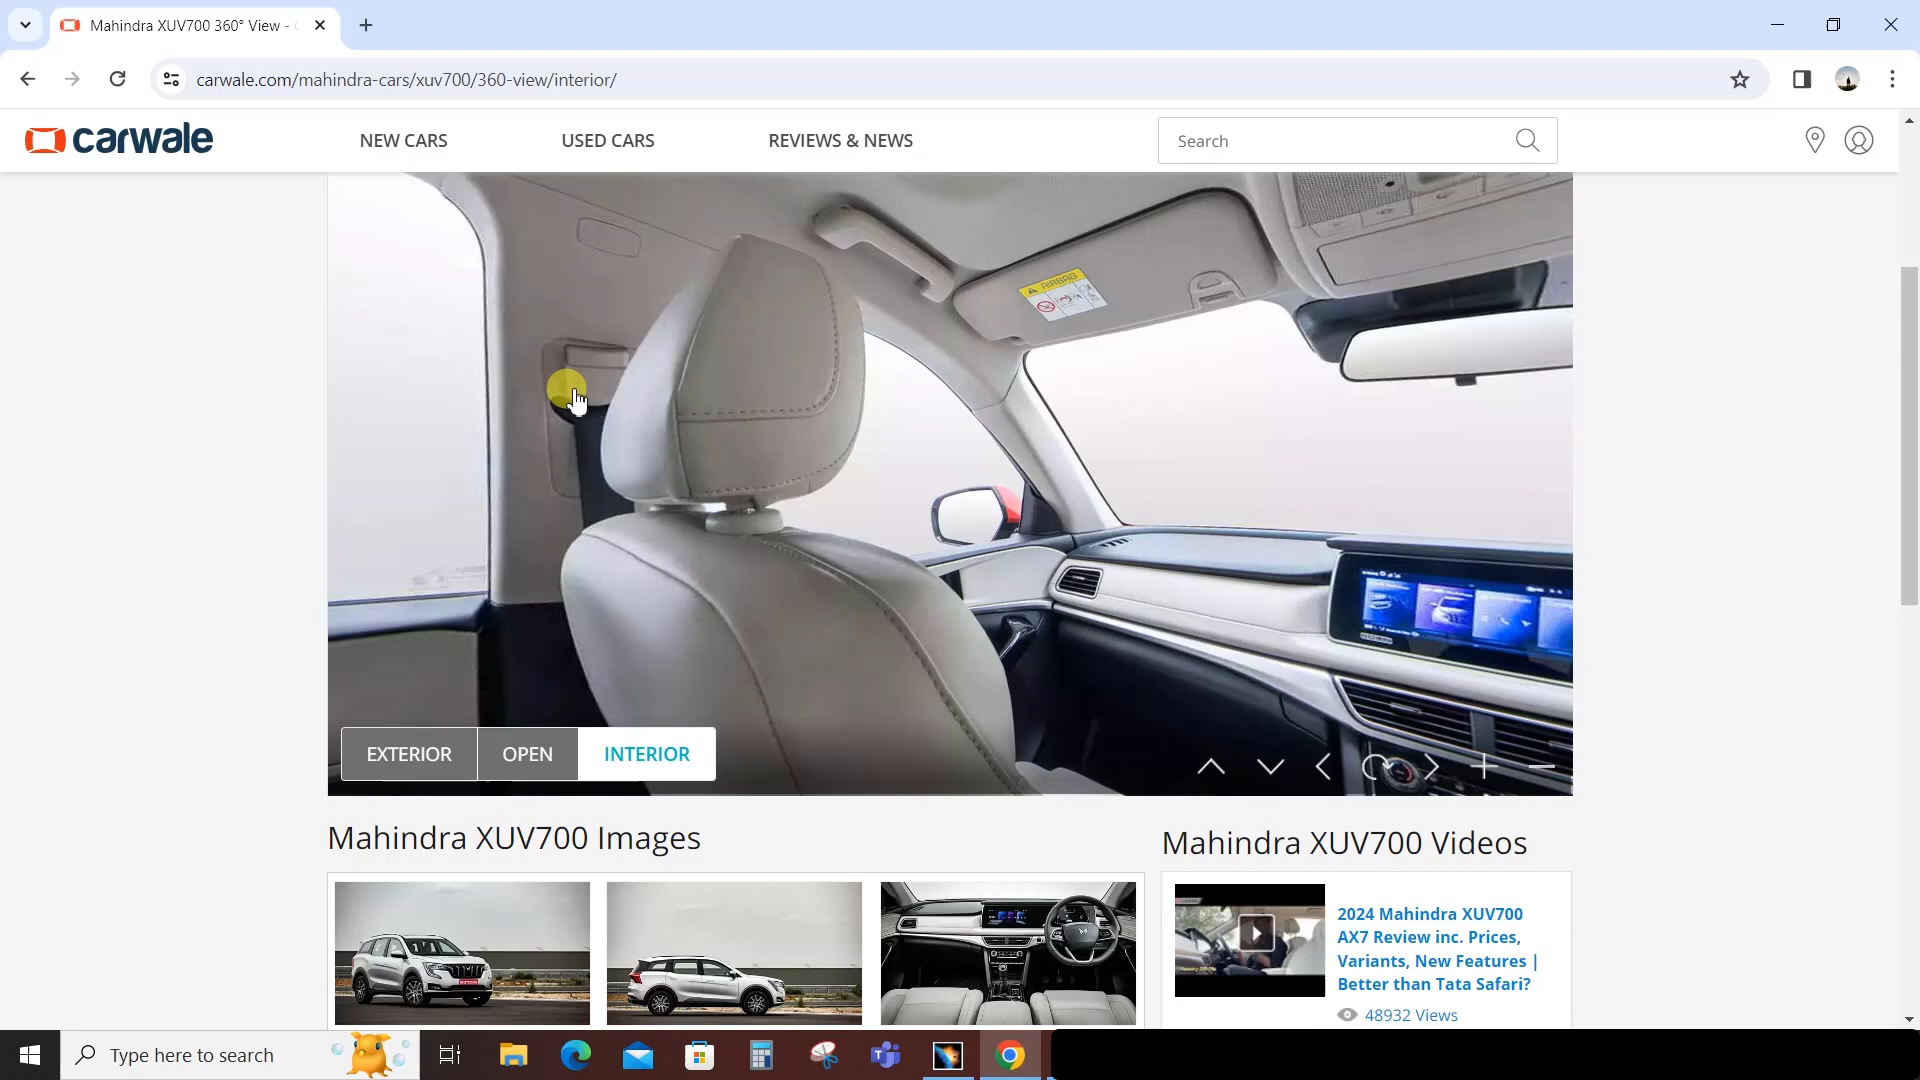 Mahindra XUV700 360° View -
carwale.com/mahindra-cars/xuv700/360-view/interior/
carwale
NEW CARS
USED CARS
REVIEWS & NEWS
Search
AIRBAG
EXTERIOR
OPEN
INTERIOR
Mahindra XUV700 Images
Mahindra XUV700 Videos
2024 Mahindra XUV700
AX7 Review inc. Prices,
Variants, New Features |
Better than Tata Safari?
48932 Views
Type here to search